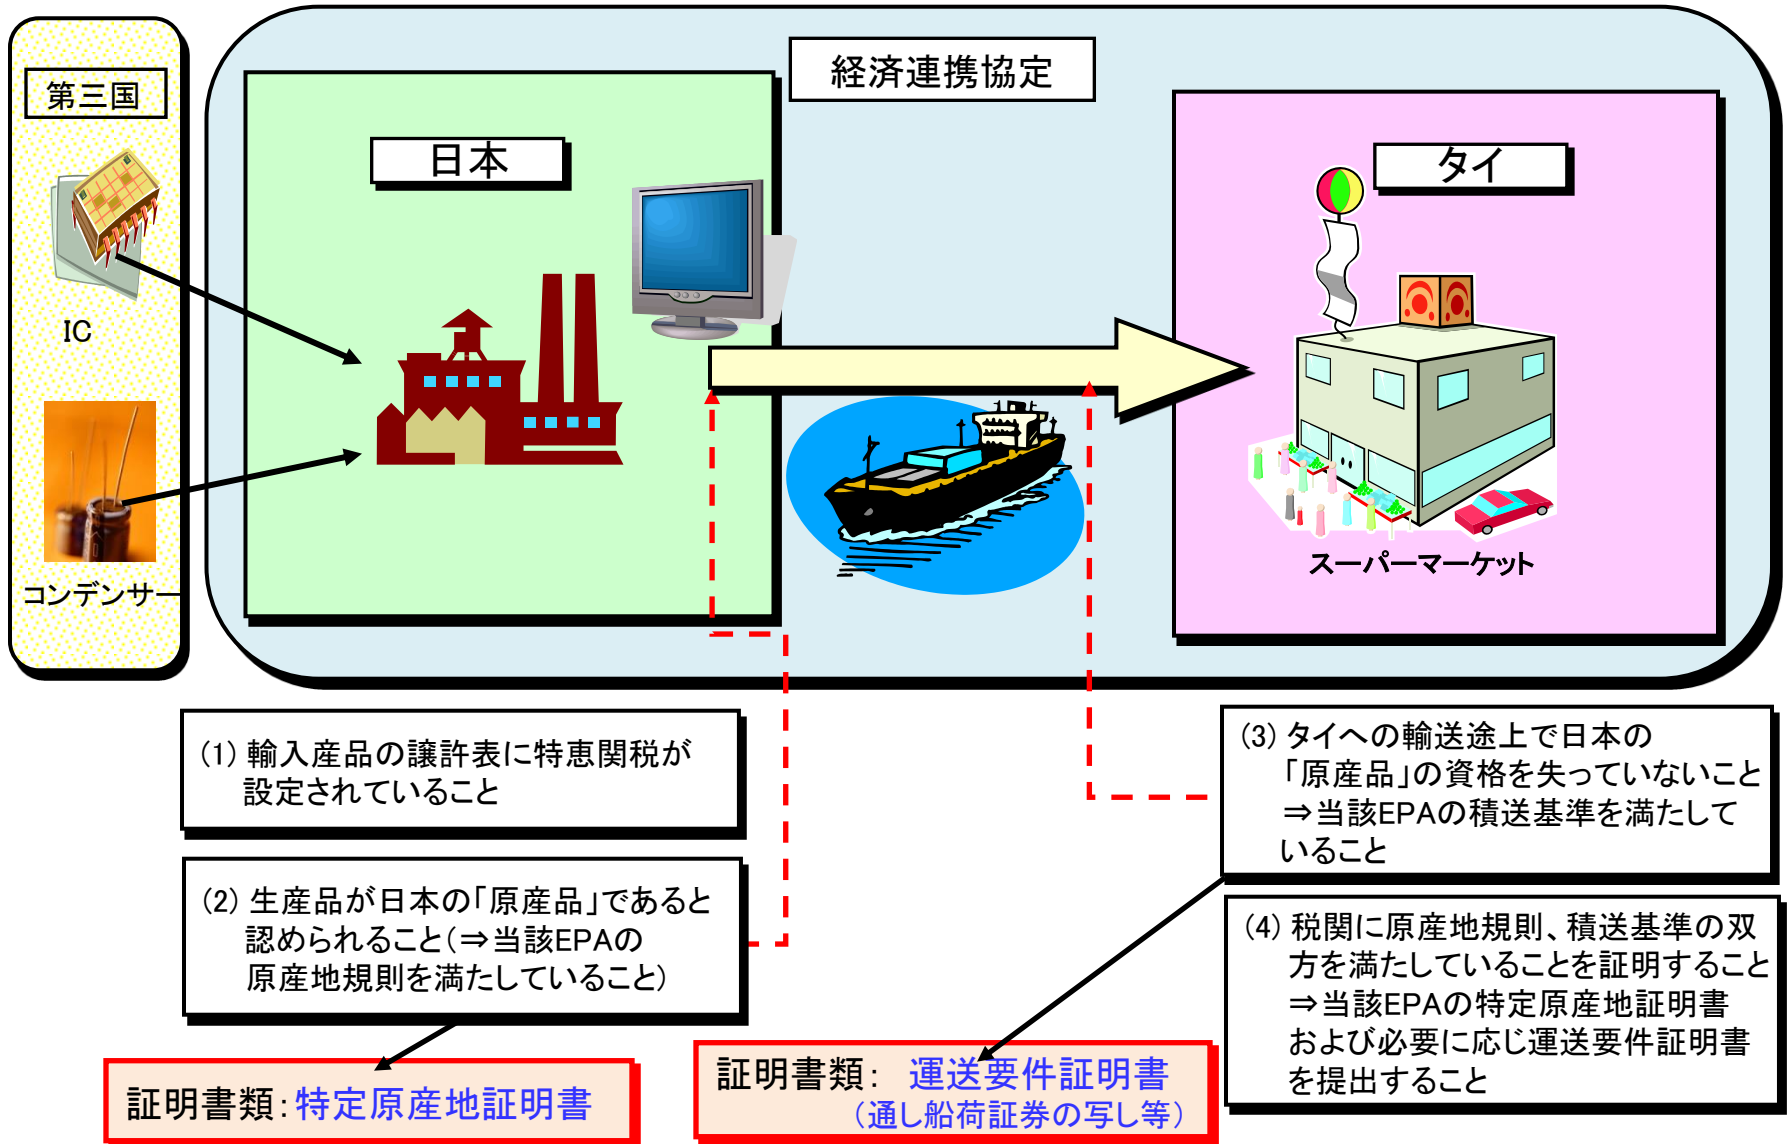 経済連携協定
第三国
IC
コンデンサー
日本
タイ
スーパーマーケット
(1) 輸入産品の譲許表に特恵関税が
設定されていること
(2) 生産品が日本の「原産品」であると
認められること(⇒当該EPAの
原産地規則を満たしていること)
証明書類：特定原産地証明書
(3) タイへの輸送途上で日本の
「原産品」の資格を失っていないこと
⇒当該EPAの積送基準を満たして
いること
(4) 税関に原産地規則、積送基準の双
方を満たしていることを証明すること
⇒当該EPAの特定原産地証明書
および必要に応じ運送要件証明書
を提出すること
証明書類： 運送要件証明書
（通し船荷証券の写し等）